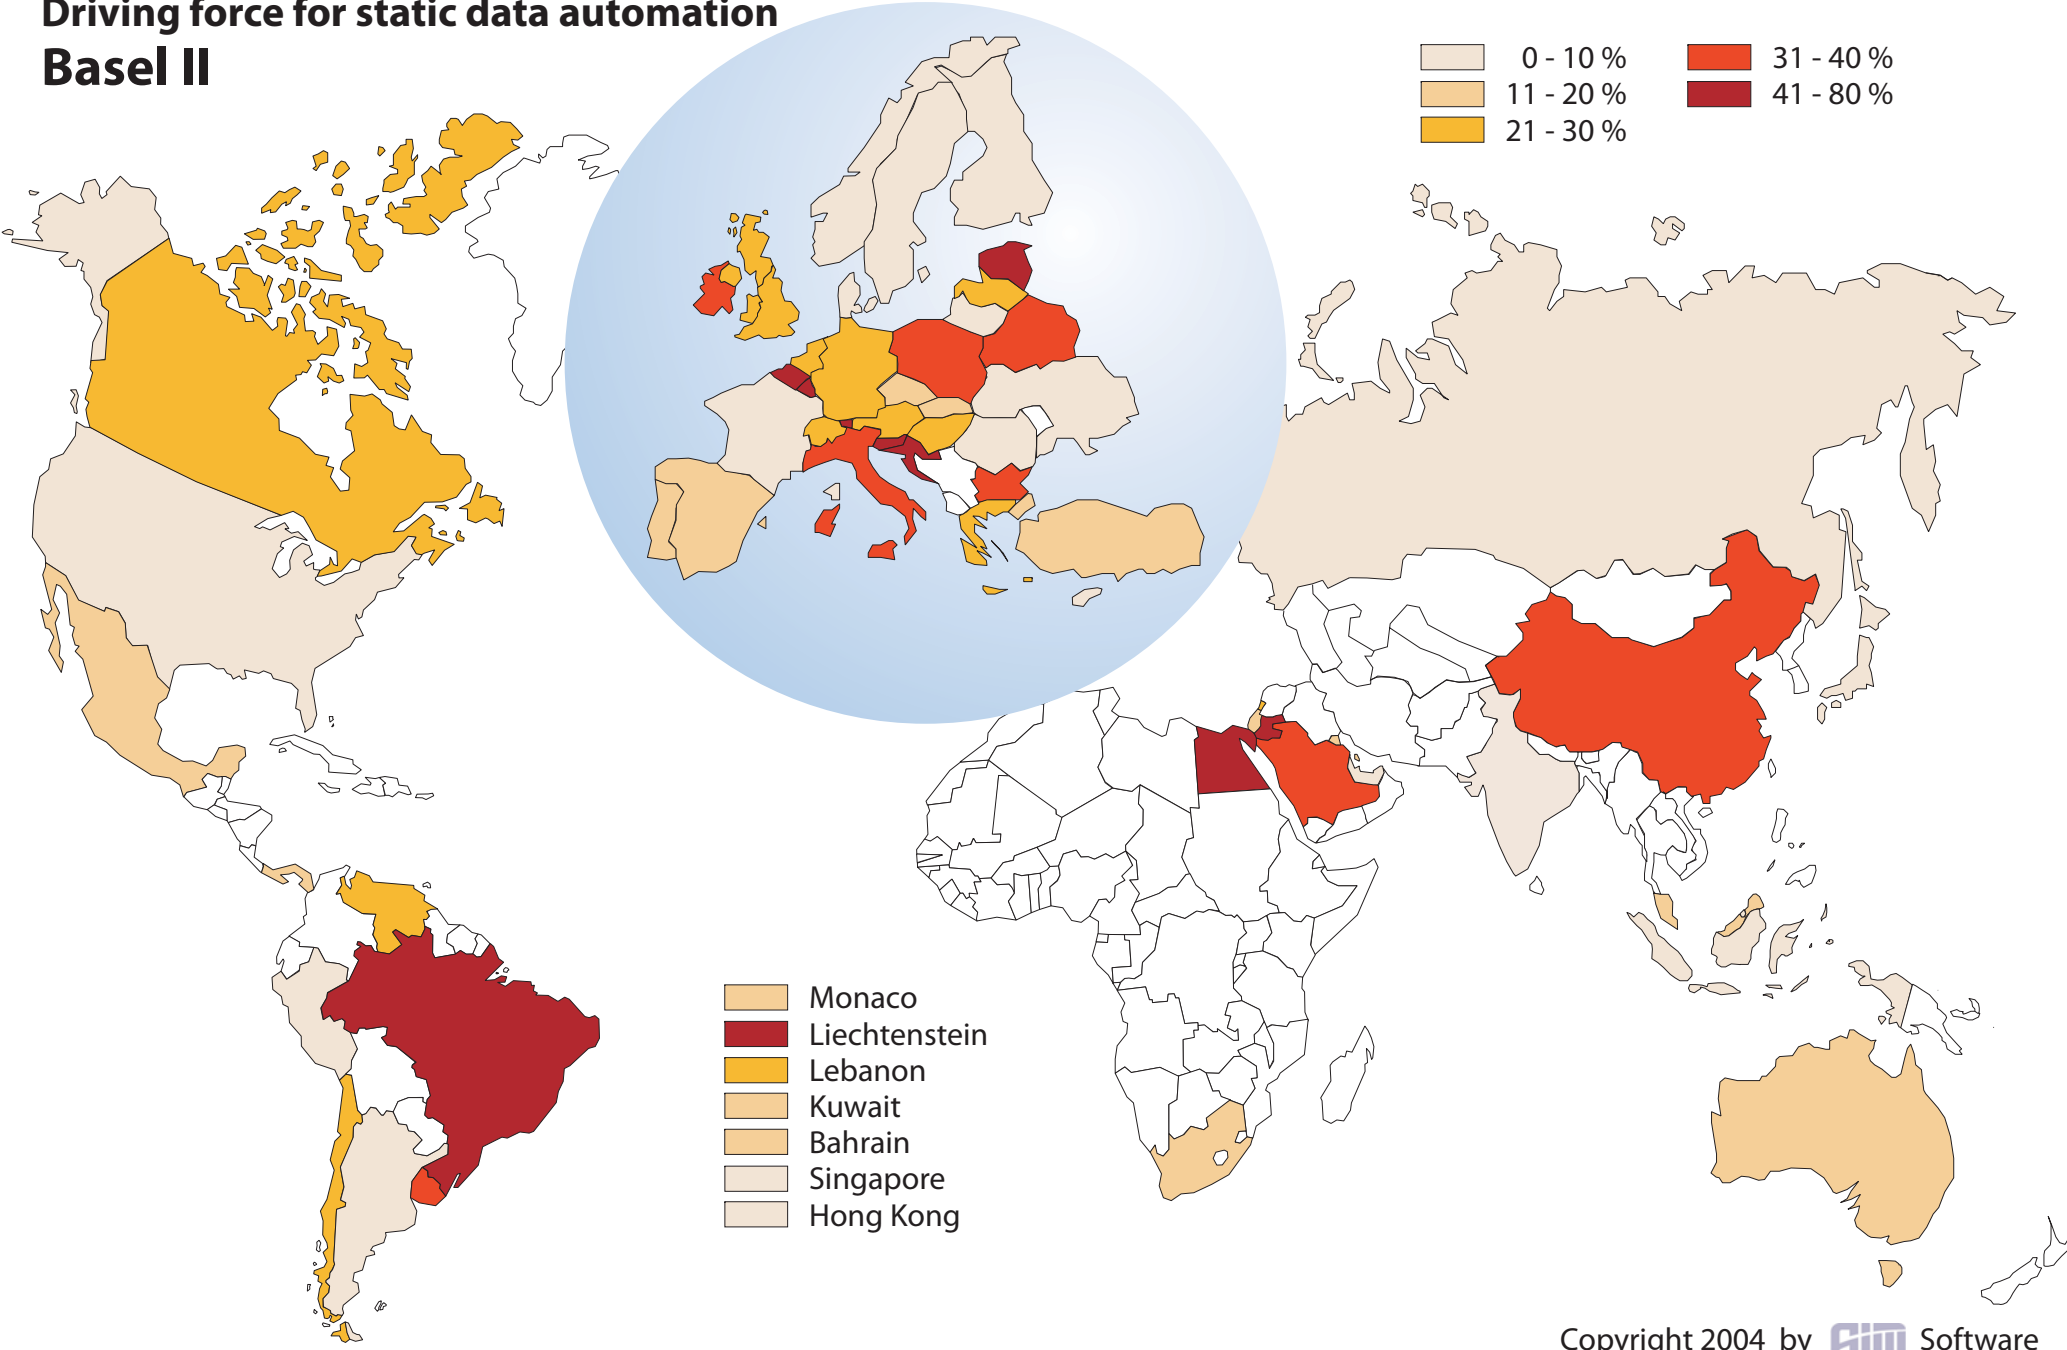 Driving force for static data automation
Basel II
0 - 10 %
11 - 20 %
21 - 30 %
31 - 40 %
41 - 80 %
Monaco
Liechtenstein
Lebanon
Kuwait
Bahrain
Singapore
Hong Kong
Copyright 2004 by Software